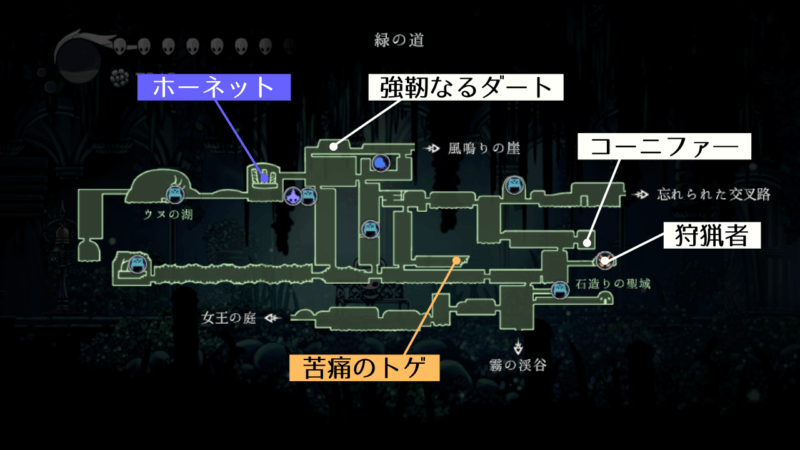 緑の道
ホーネット
強靭なるダート
風鳴りの崖
コーニファー
忘れられた交叉路
ウヌの湖
狩猟者
石造りの聖域
女王の庭
苦痛のトゲ
霧の渓谷